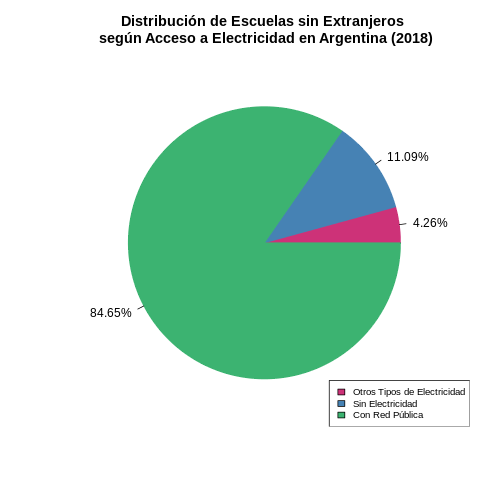 Distribución de Escuelas sin Extranjeros
según Acceso a Electricidad en Argentina (2018)
11.09%
4.26%
84.65%
Otros Tipos de Electricidad
Sin Electricidad
Con Red Pública